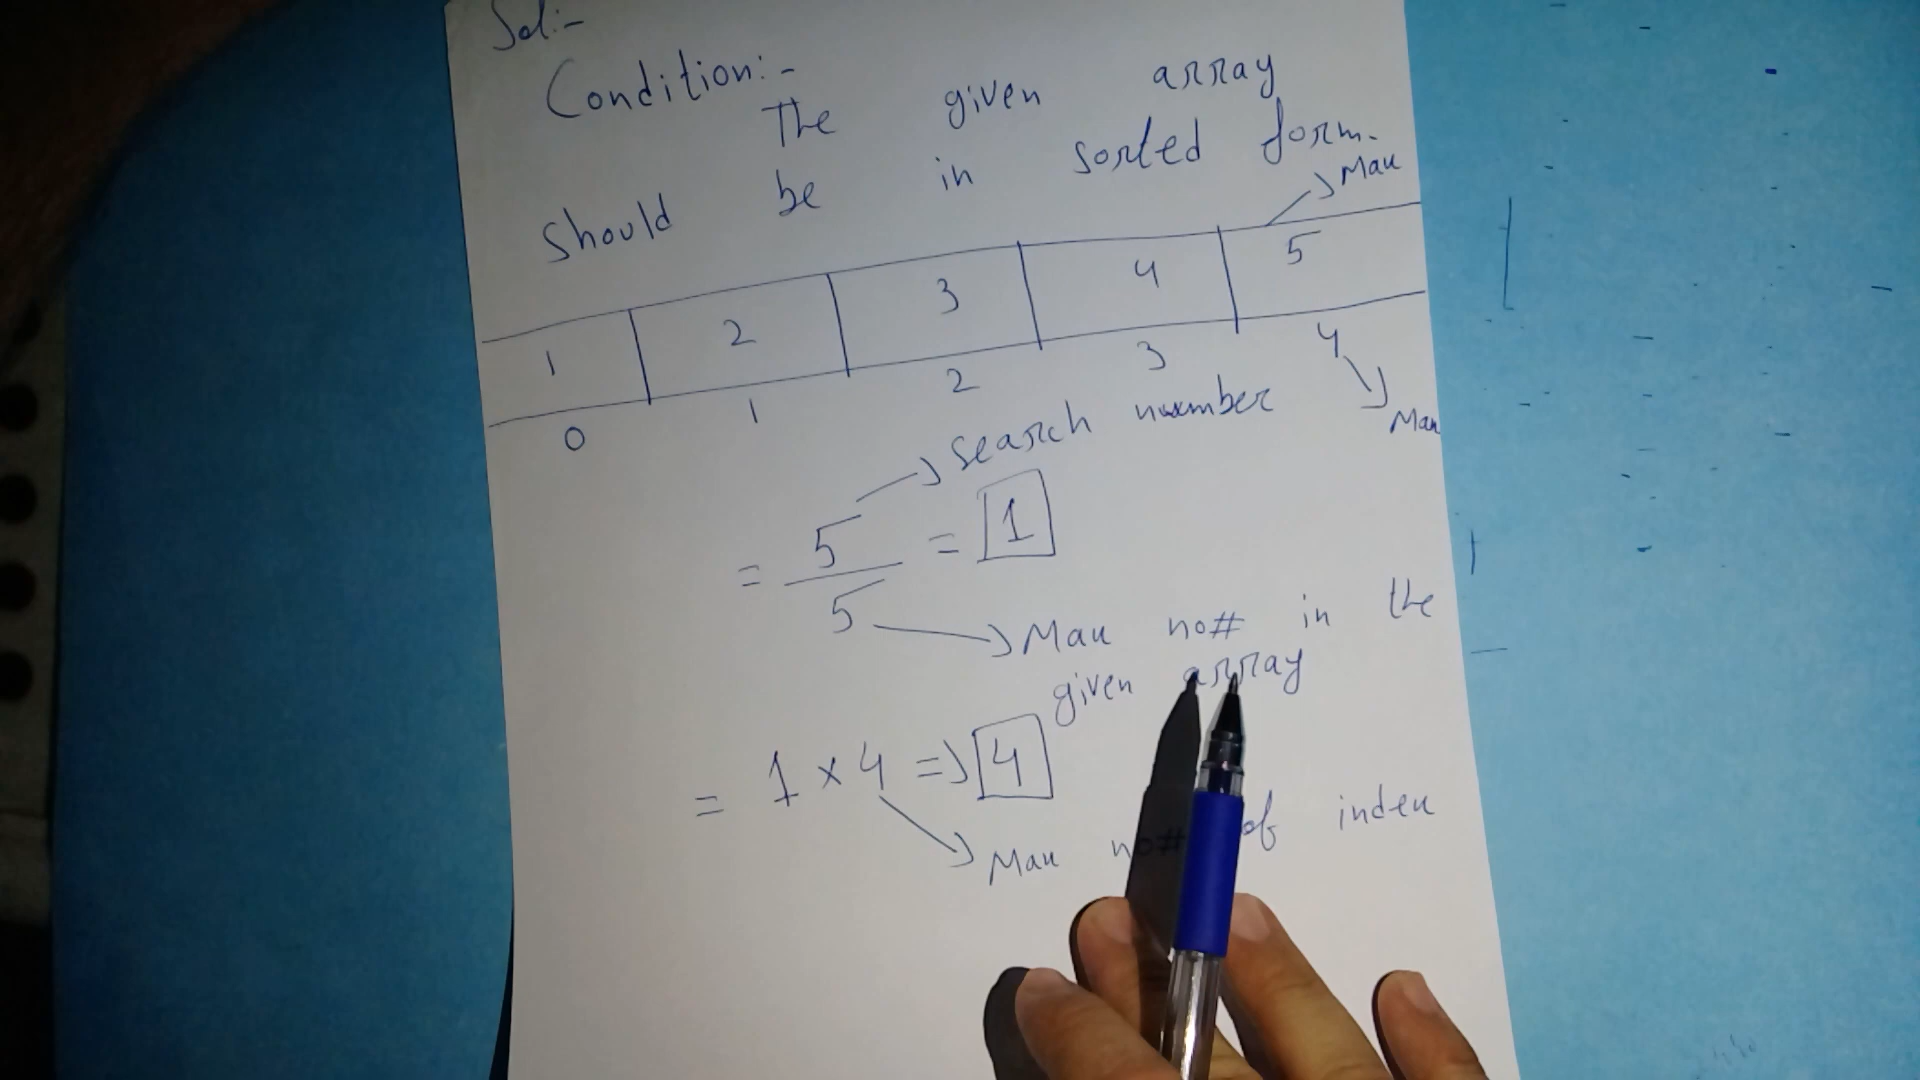 Sol:-
Condition:-
The given array
should be in sorted form.
Max
1 2 3 4 5
0 1 2 3 4
Max
search number
= 5/5 = 1
Max no# in the
given array
= 1 × 4 => 4
Max no# of index